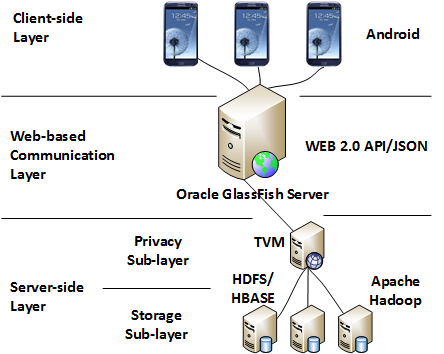 Client-side
Layer
Android
Web-based
Communication
Layer
WEB 2.0 API/JSON
Oracle GlassFish Server
Privacy
Sub-layer
TVM
Server-side
Layer
HDFS/
HBASE
Apache
Hadoop
Storage
Sub-layer